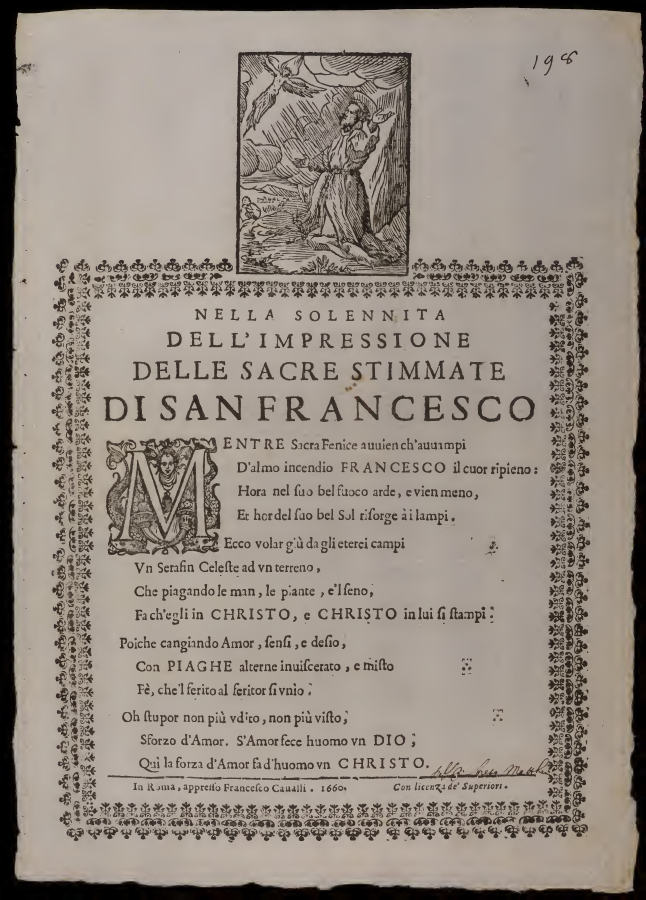 198
NELLA SOLENNITA
DELL'IMPRESSIONE
DELLE SACRE STIMMATE
DI SAN FRANCESCO
MENTRE Sacra Fenice auuien ch'auuampi
D'almo incendio FRANCESCO il cuor ripieno:
Hora nel suo bel fuoco arde, e vien meno,
Et hor del suo bel Sol risorge à i lampi.
Ecco volar giù da gli eterei campi
Vn Serafin Celeste ad vn terreno,
Che piagando le man, le piante, e'l seno,
Fa ch'egli in CHRISTO, e CHRISTO in lui si stampi:
Poiche cangiando Amor, sensi, e desio,
Con PIAGHE alterne inuiscerato, e misto
Fè, che'l ferito al feritor si vnio:
Oh stupor non più vdito, non più visto,
Sforzo d'Amor. S'Amor fece huomo vn DIO;
Quì la forza d'Amor fa d'huomo vn CHRISTO.
In Roma, appresso Francesco Caualli. 1660. Con licenza de' Superiori.